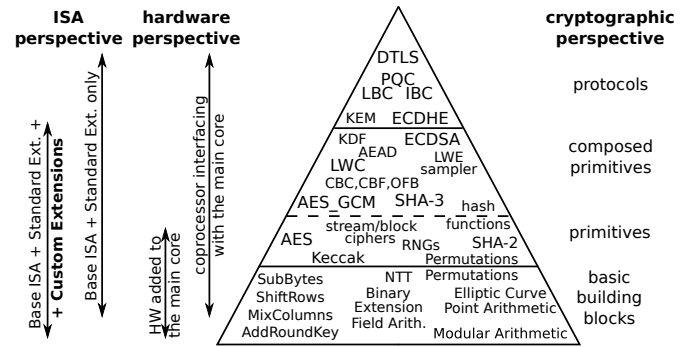 ISA
perspective
hardware
perspective
cryptographic
perspective
Base ISA + Standard Ext. +
+ Custom Extensions
Base ISA + Standard Ext. only
HW added to
the main core
coprocessor interfacing
with the main core
DTLS
PQC
LBC IBC
KEM ECDHE
protocols
KDF ECDSA
AEAD
LWC
LWE
sampler
CBC,CBF,OFB
AES_GCM SHA-3 hash
functions
composed
primitives
stream/block
ciphers
AES
RNGs
SHA-2
Keccak
Permutations
primitives
SubBytes
ShiftRows
MixColumns
AddRoundKey
NTT
Permutations
Binary
Extension
Field Arith.
Elliptic Curve
Point Arithmetic
Modular Arithmetic
basic
building
blocks